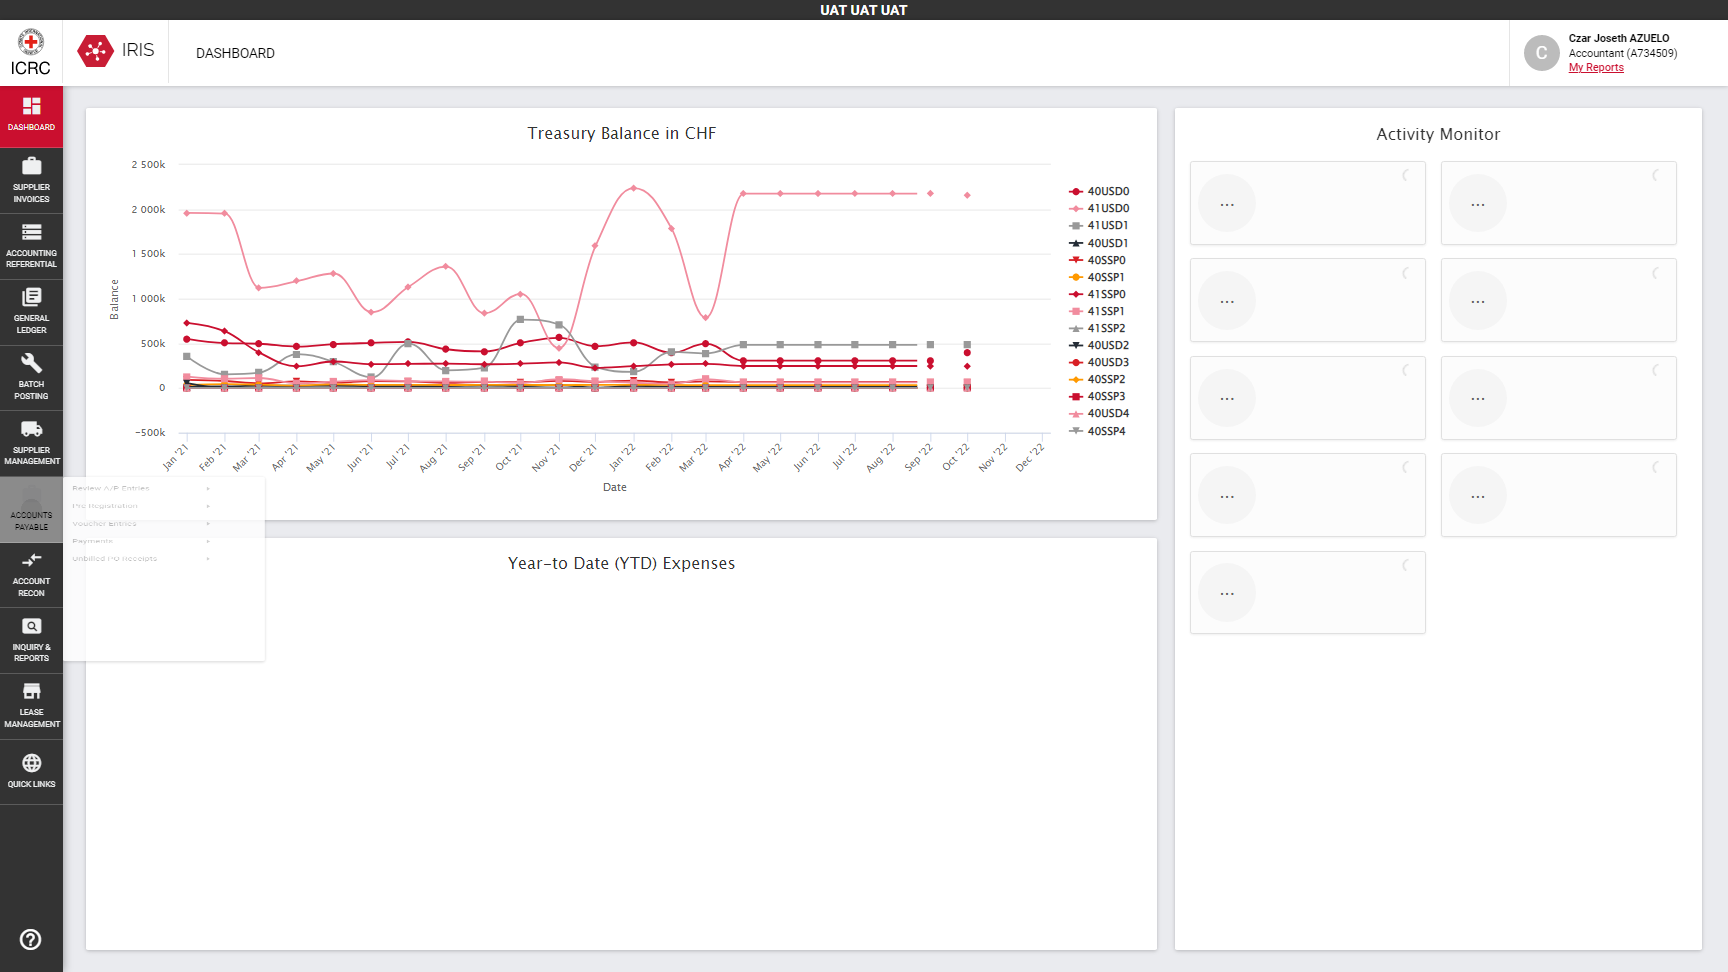 UAT UAT UAT
ICRC
IRIS
DASHBOARD
C
Czar Joseth AZUELO
Accountant (A734509)
My Reports
DASHBOARD
SUPPLIER
INVOICES
ACCOUNTING
REFERENTIAL
GENERAL
LEDGER
BATCH
POSTING
SUPPLIER
MANAGEMENT
ACCOUNTS
PAYABLE
ACCOUNT
RECON
INQUIRY &
REPORTS
LEASE
MANAGEMENT
QUICK LINKS
Review A/P Entries
Pre Registration
Voucher Entries
Payments
Unbilled PO Receipts
Treasury Balance in CHF
2 500k
2 000k
1 500k
1 000k
500k
0
-500k
Balance
Jan '21
Feb '21
Mar '21
Apr '21
May '21
Jun '21
Jul '21
Aug '21
Sep '21
Oct '21
Nov '21
Dec '21
Jan '22
Feb '22
Mar '22
Apr '22
May '22
Jun '22
Jul '22
Aug '22
Sep '22
Oct '22
Nov '22
Dec '22
Date
40USD0
41USD0
41USD1
40USD1
40SSP0
40SSP1
41SSP0
41SSP1
41SSP2
40USD2
40USD3
40SSP2
40SSP3
40USD4
40SSP4
Year-to Date (YTD) Expenses
Activity Monitor
...
...
...
...
...
...
...
...
...